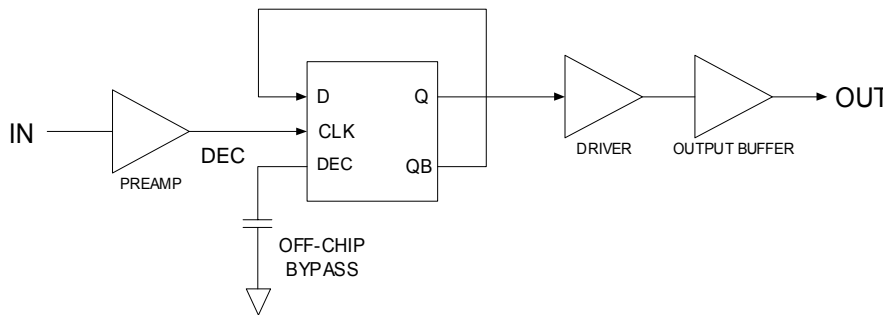 IN
PREAMP
DEC
D
CLK
DEC
Q
QB
OFF-CHIP
BYPASS
DRIVER
OUTPUT BUFFER
OUT